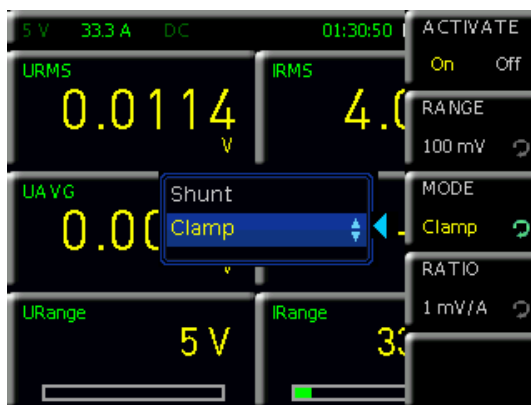 5 V 33.3 A DC 01:30:50
ACTIVATE
On Off
URMS
0.0114
V
IRMS
4.0
RANGE
100 mV
UAVG
0.00
V
Shunt
Clamp
MODE
Clamp
RATIO
1 mV/A
URange
5 V
IRange
33